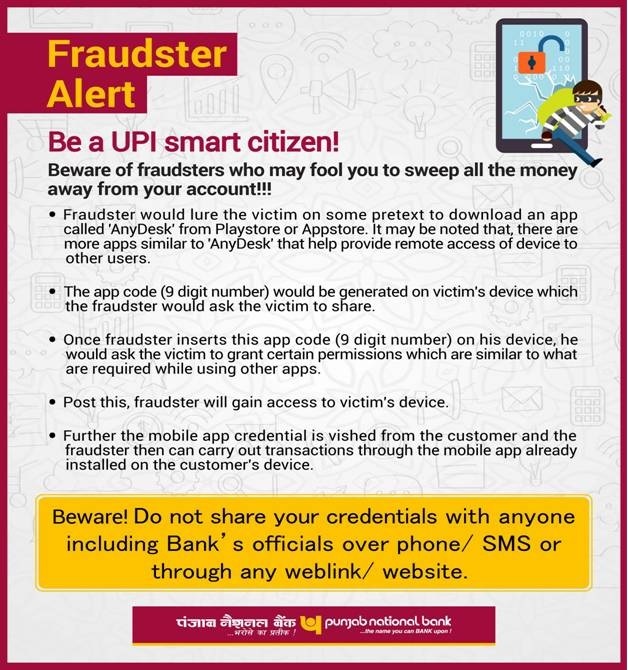 Fraudster
Alert
Be a UPI smart citizen!
Beware of fraudsters who may fool you to sweep all the money
away from your account!!!
• Fraudster would lure the victim on some pretext to download an app
called 'AnyDesk' from Playstore or Appstore. It may be noted that, there are
more apps similar to 'AnyDesk' that help provide remote access of device to
other users.
• The app code (9 digit number) would be generated on victim's device which
the fraudster would ask the victim to share.
• Once fraudster inserts this app code (9 digit number) on his device, he
would ask the victim to grant certain permissions which are similar to what
are required while using other apps.
• Post this, fraudster will gain access to victim's device.
• Further the mobile app credential is vished from the customer and the
fraudster then can carry out transactions through the mobile app already
installed on the customer's device.
Beware! Do not share your credentials with anyone
including Bank's officials over phone/ SMS or
through any weblink/ website.
पंजाब नैशनल बैंक punjab national bank
...भरोसे का प्रतीक ! ...the name you can BANK upon !